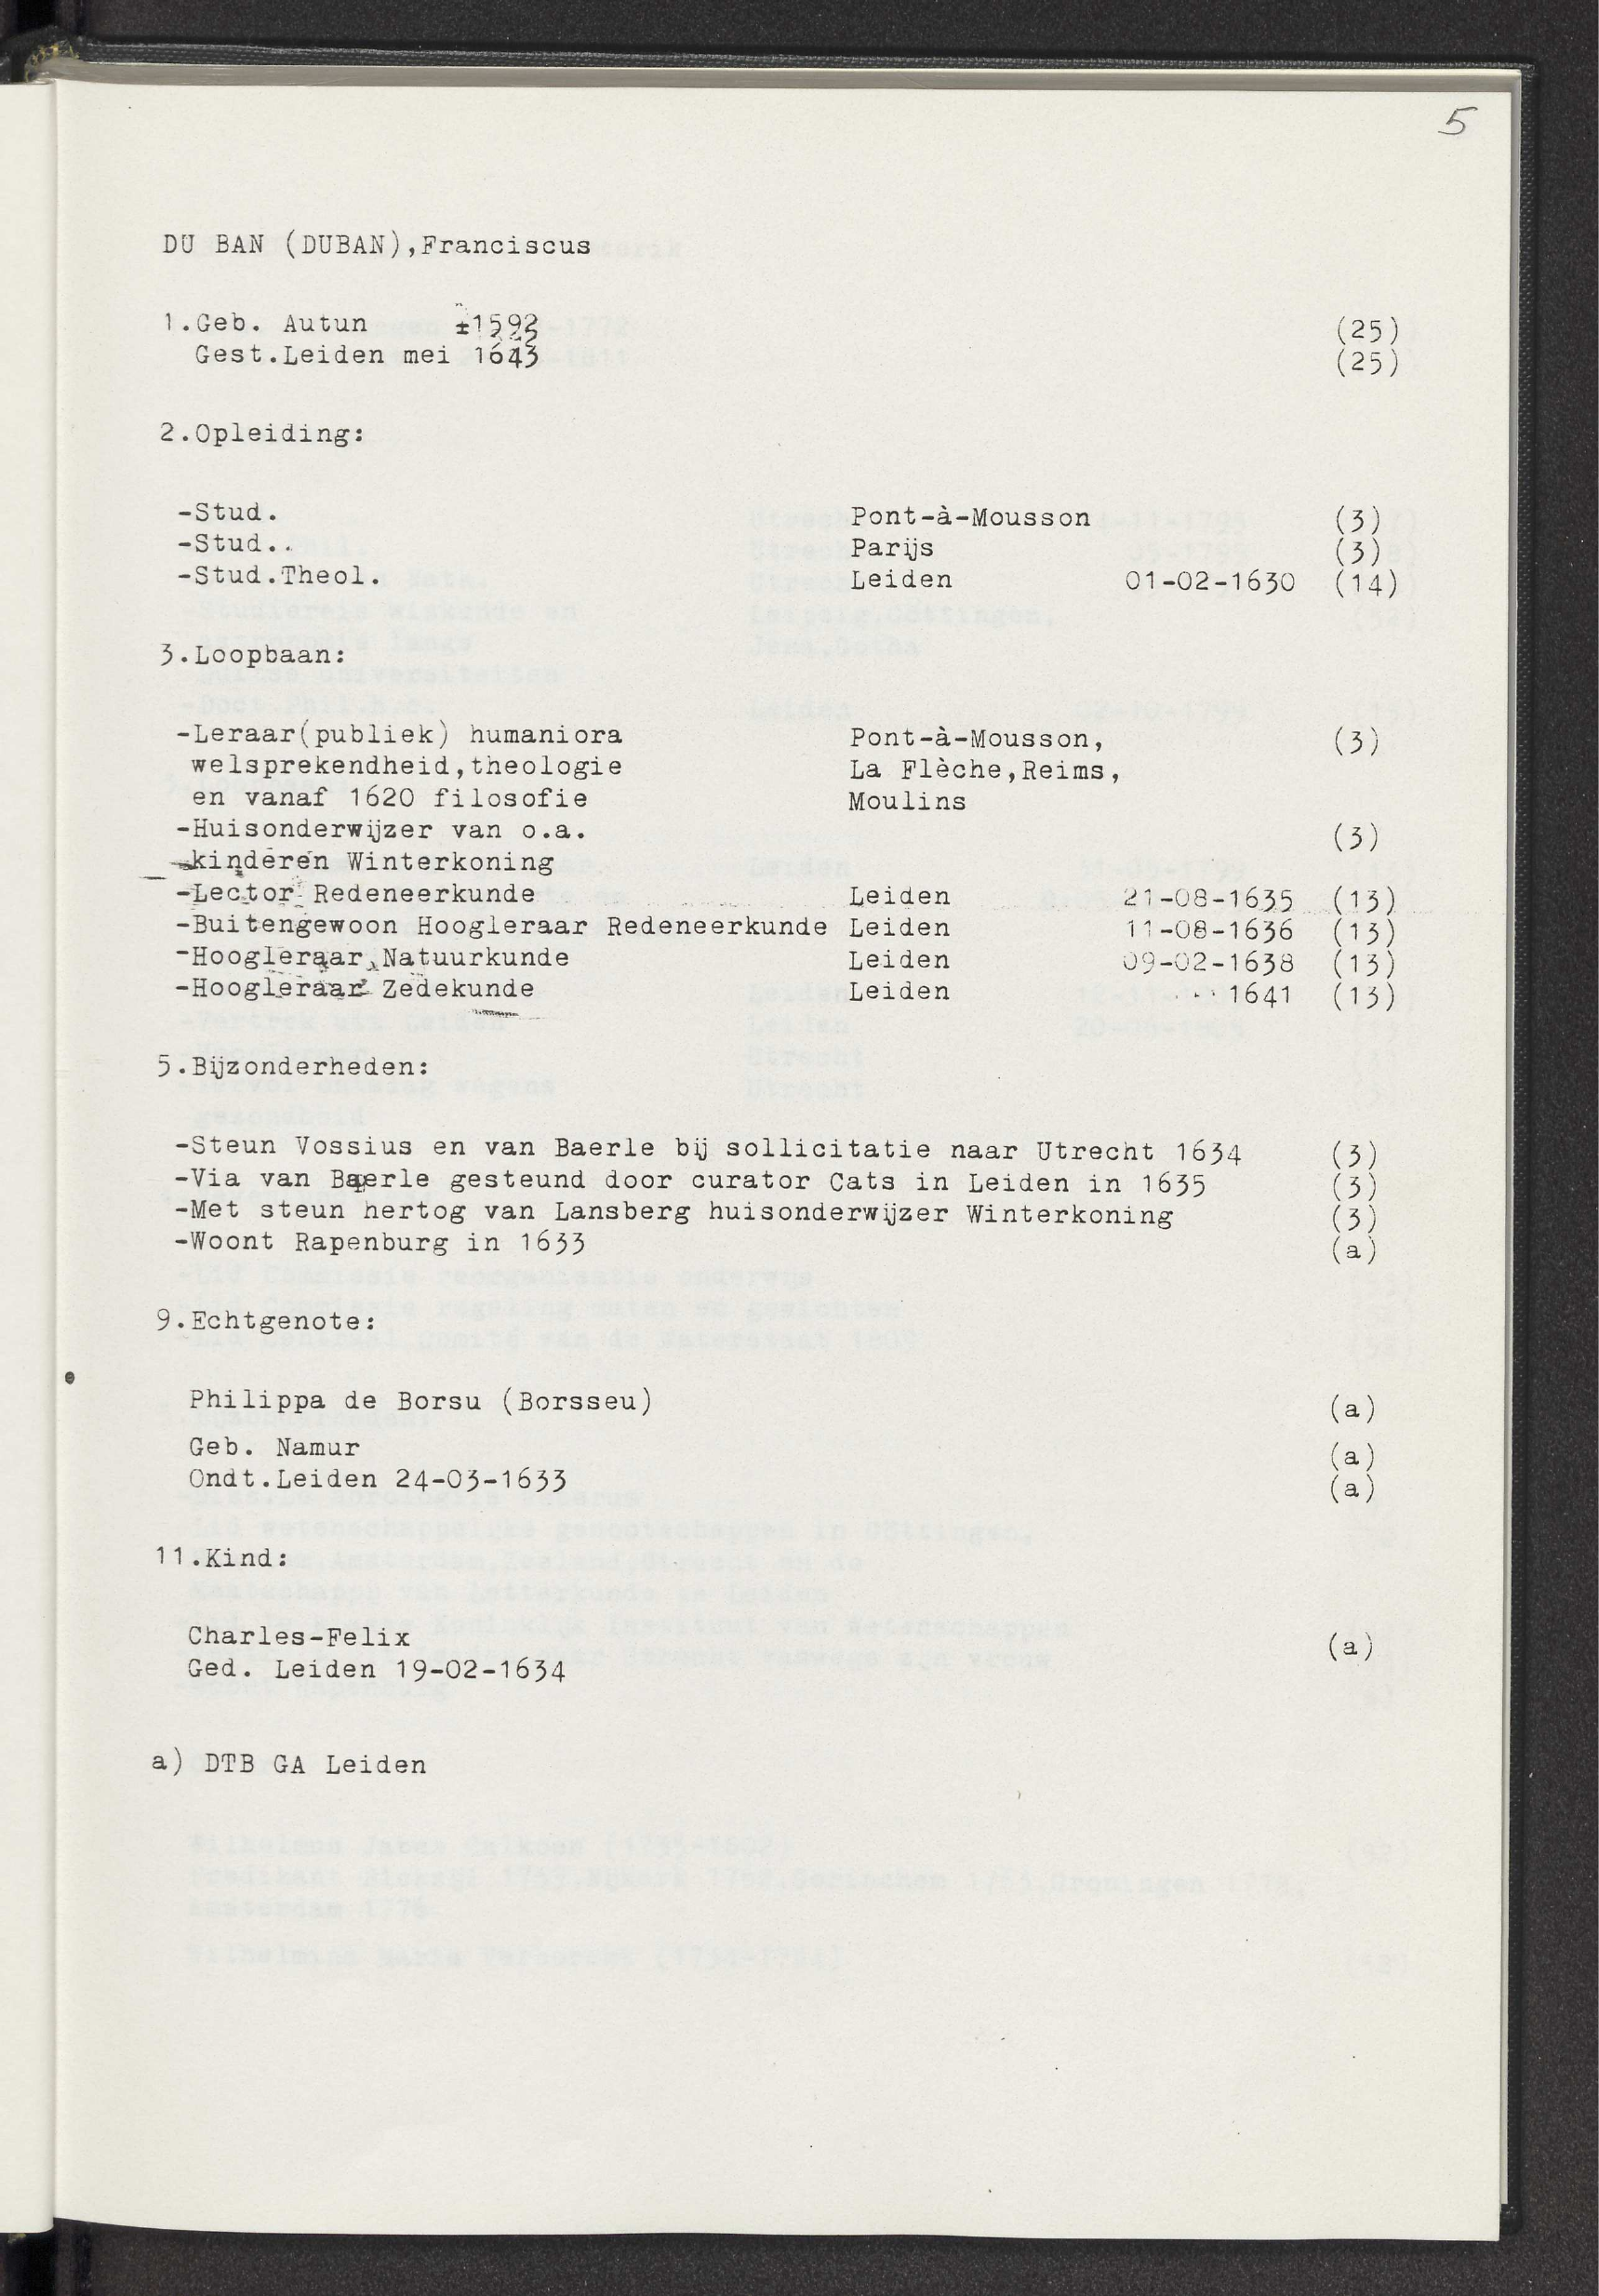 5
DU BAN (DUBAN),Franciscus
1.Geb. Autun ±1592 (25)
Gest.Leiden mei 1643 (25)
2.Opleiding:
-Stud. Pont-à-Mousson (3)
-Stud.. Parijs (3)
-Stud.Theol. Leiden 01-02-1630 (14)
3.Loopbaan:
-Leraar(publiek) humaniora Pont-à-Mousson, (3)
welsprekendheid,theologie La Flèche,Reims,
en vanaf 1620 filosofie Moulins
-Huisonderwijzer van o.a. (3)
kinderen Winterkoning
-Lector Redeneerkunde Leiden 21-08-1635 (13)
-Buitengewoon Hoogleraar Redeneerkunde Leiden 11-08-1636 (13)
-Hoogleraar Natuurkunde Leiden 09-02-1638 (13)
-Hoogleraar Zedekunde Leiden 1641 (13)
5.Bijzonderheden:
-Steun Vossius en van Baerle bij sollicitatie naar Utrecht 1634 (3)
-Via van Baerle gesteund door curator Cats in Leiden in 1635 (3)
-Met steun hertog van Lansberg huisonderwijzer Winterkoning (3)
-Woont Rapenburg in 1633 (a)
9.Echtgenote:
Philippa de Borsu (Borsseu) (a)
Geb. Namur (a)
Ondt.Leiden 24-03-1633 (a)
11.Kind:
Charles-Felix (a)
Ged. Leiden 19-02-1634
a) DTB GA Leiden